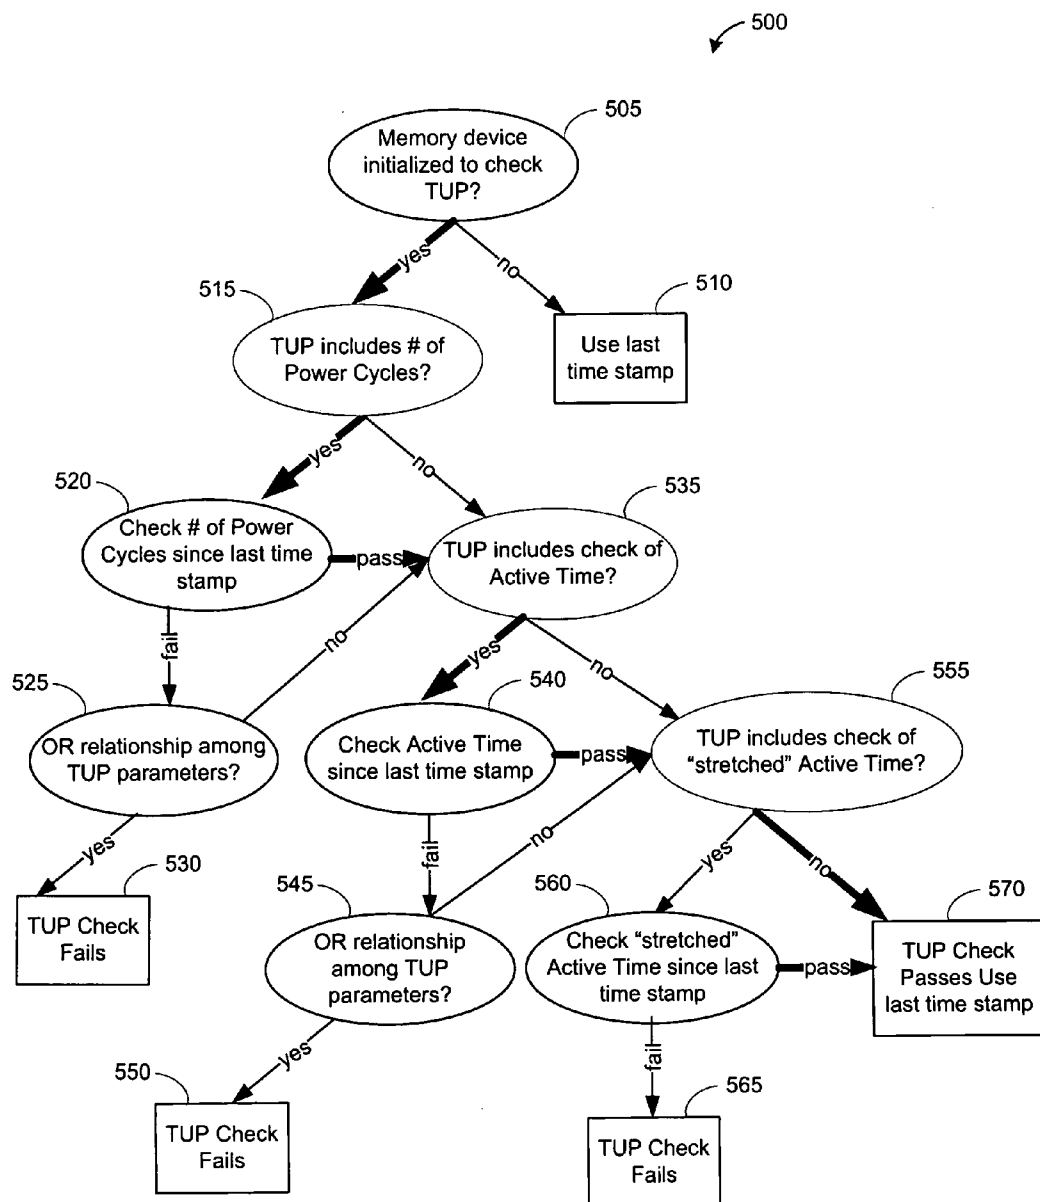 500
505
Memory device
initialized to check
TUP?
yes
no
515
510
TUP includes # of
Power Cycles?
Use last
time stamp
yes
no
520
535
Check # of Power
Cycles since last time
stamp
pass
TUP includes check of
Active Time?
fail
no
yes
no
525
540
555
OR relationship among
TUP parameters?
Check Active Time
since last time stamp
pass
TUP includes check of
“stretched” Active Time?
yes
fail
no
yes
no
530
545
560
570
TUP Check
Fails
OR relationship
among TUP
parameters?
Check “stretched”
Active Time since last
time stamp
pass
TUP Check
Passes Use
last time stamp
yes
fail
550
565
TUP Check
Fails
TUP Check
Fails